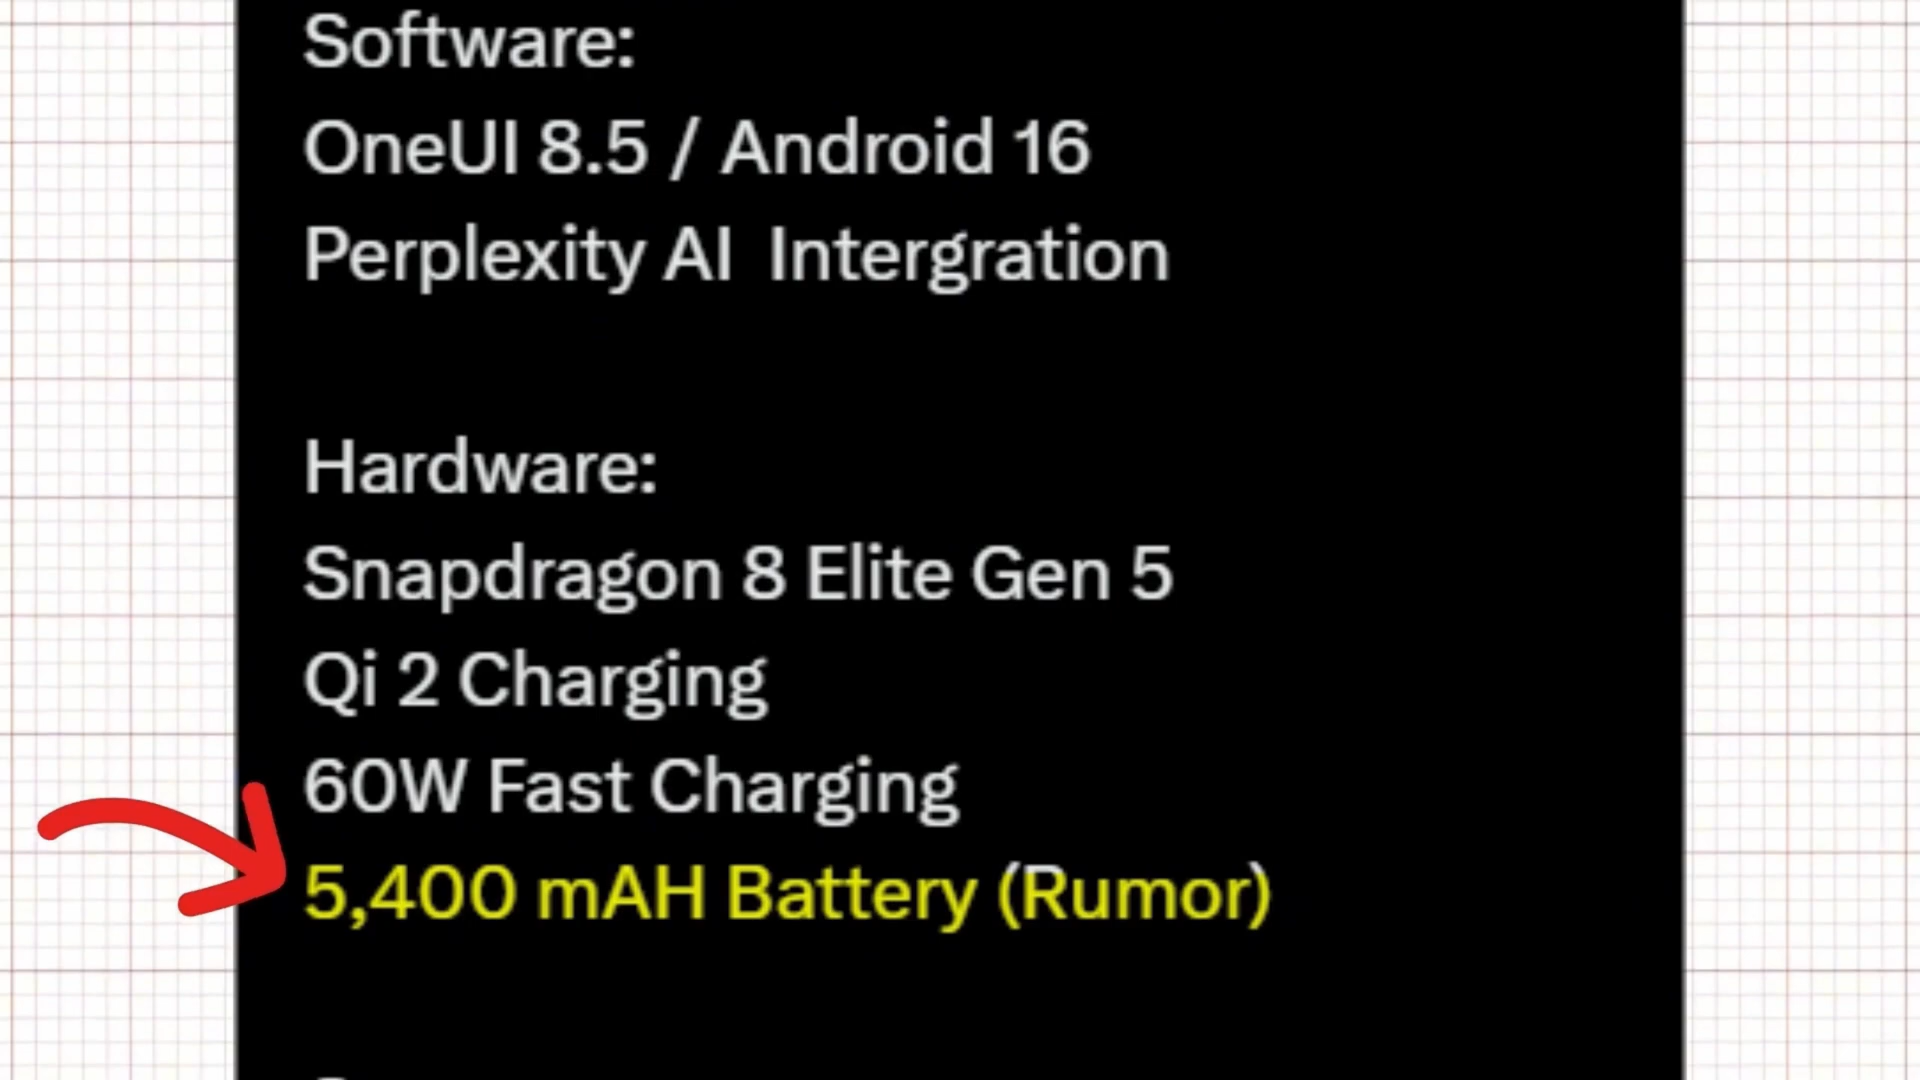 Software:
OneUI 8.5 / Android 16
Perplexity AI  Intergration
Hardware:
Snapdragon 8 Elite Gen 5
Qi 2 Charging
60W Fast Charging
5,400 mAH Battery (Rumor)